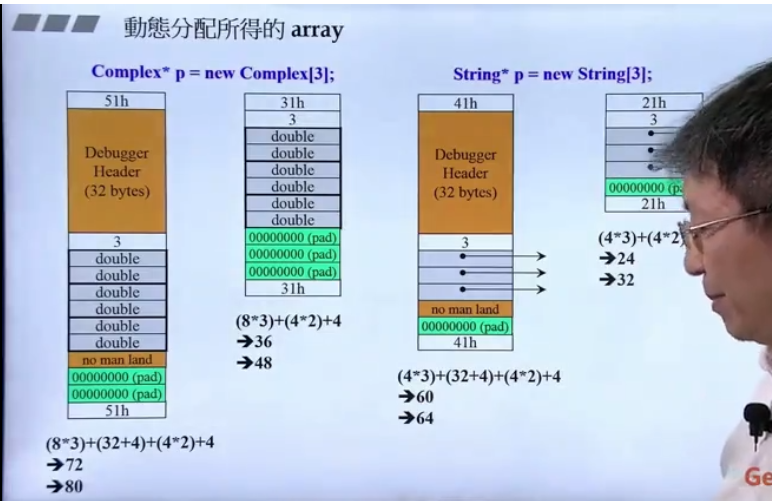 動態分配所得的 array
Complex* p = new Complex[3];
51h
Debugger
Header
(32 bytes)
3
double
double
double
double
double
double
no man land
00000000 (pad)
00000000 (pad)
51h
(8*3)+(32+4)+(4*2)+4
➔72
➔80
31h
3
double
double
double
double
double
double
00000000 (pad)
00000000 (pad)
00000000 (pad)
31h
(8*3)+(4*2)+4
➔36
➔48
String* p = new String[3];
41h
Debugger
Header
(32 bytes)
3
no man land
00000000 (pad)
41h
(4*3)+(32+4)+(4*2)+4
➔60
➔64
21h
3
00000000 (pa
21h
(4*3)+(4*2)
➔24
➔32
Ge